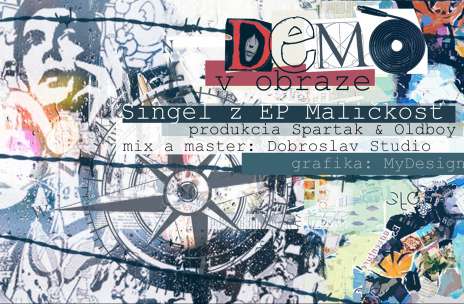 DEMO
v obraze
Singel z EP Malickost
produkcia Spartak & Oldboy
mix a master: Dobroslav Studio
grafika: MyDesign